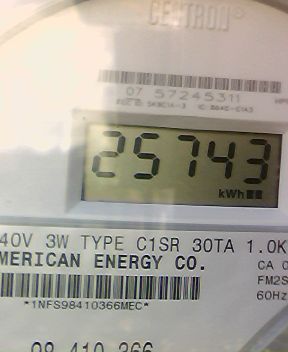 CENTRON®
07 57245311
25743
kWh
40V 3W TYPE C1SR 30TA 1.0K
MERICAN ENERGY CO.
CA 0
FM2S
60Hz
*1NFS98410366MEC*
98 410 366